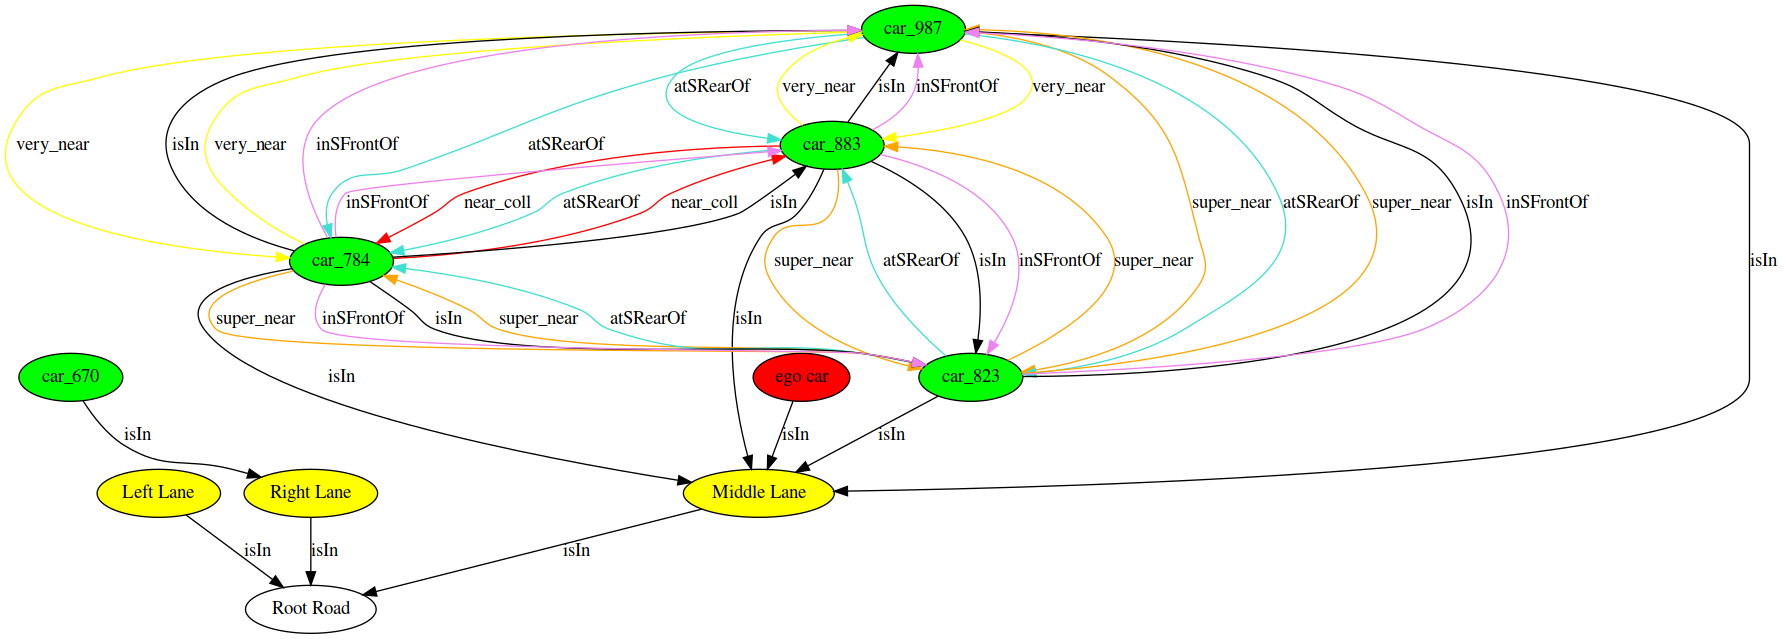 car_987
atSRearOf
very_near
isIn
inSFrontOf
very_near
very_near
isIn
very_near
inSFrontOf
atSRearOf
car_883
inSFrontOf
near_coll
atSRearOf
near_coll
isIn
super_near
atSRearOf
super_near
isIn
inSFrontOf
car_784
super_near
atSRearOf
isIn
inSFrontOf
super_near
isIn
super_near
inSFrontOf
isIn
super_near
atSRearOf
isIn
car_670
isIn
ego car
car_823
isIn
isIn
isIn
Left Lane
Right Lane
Middle Lane
isIn
isIn
isIn
Root Road